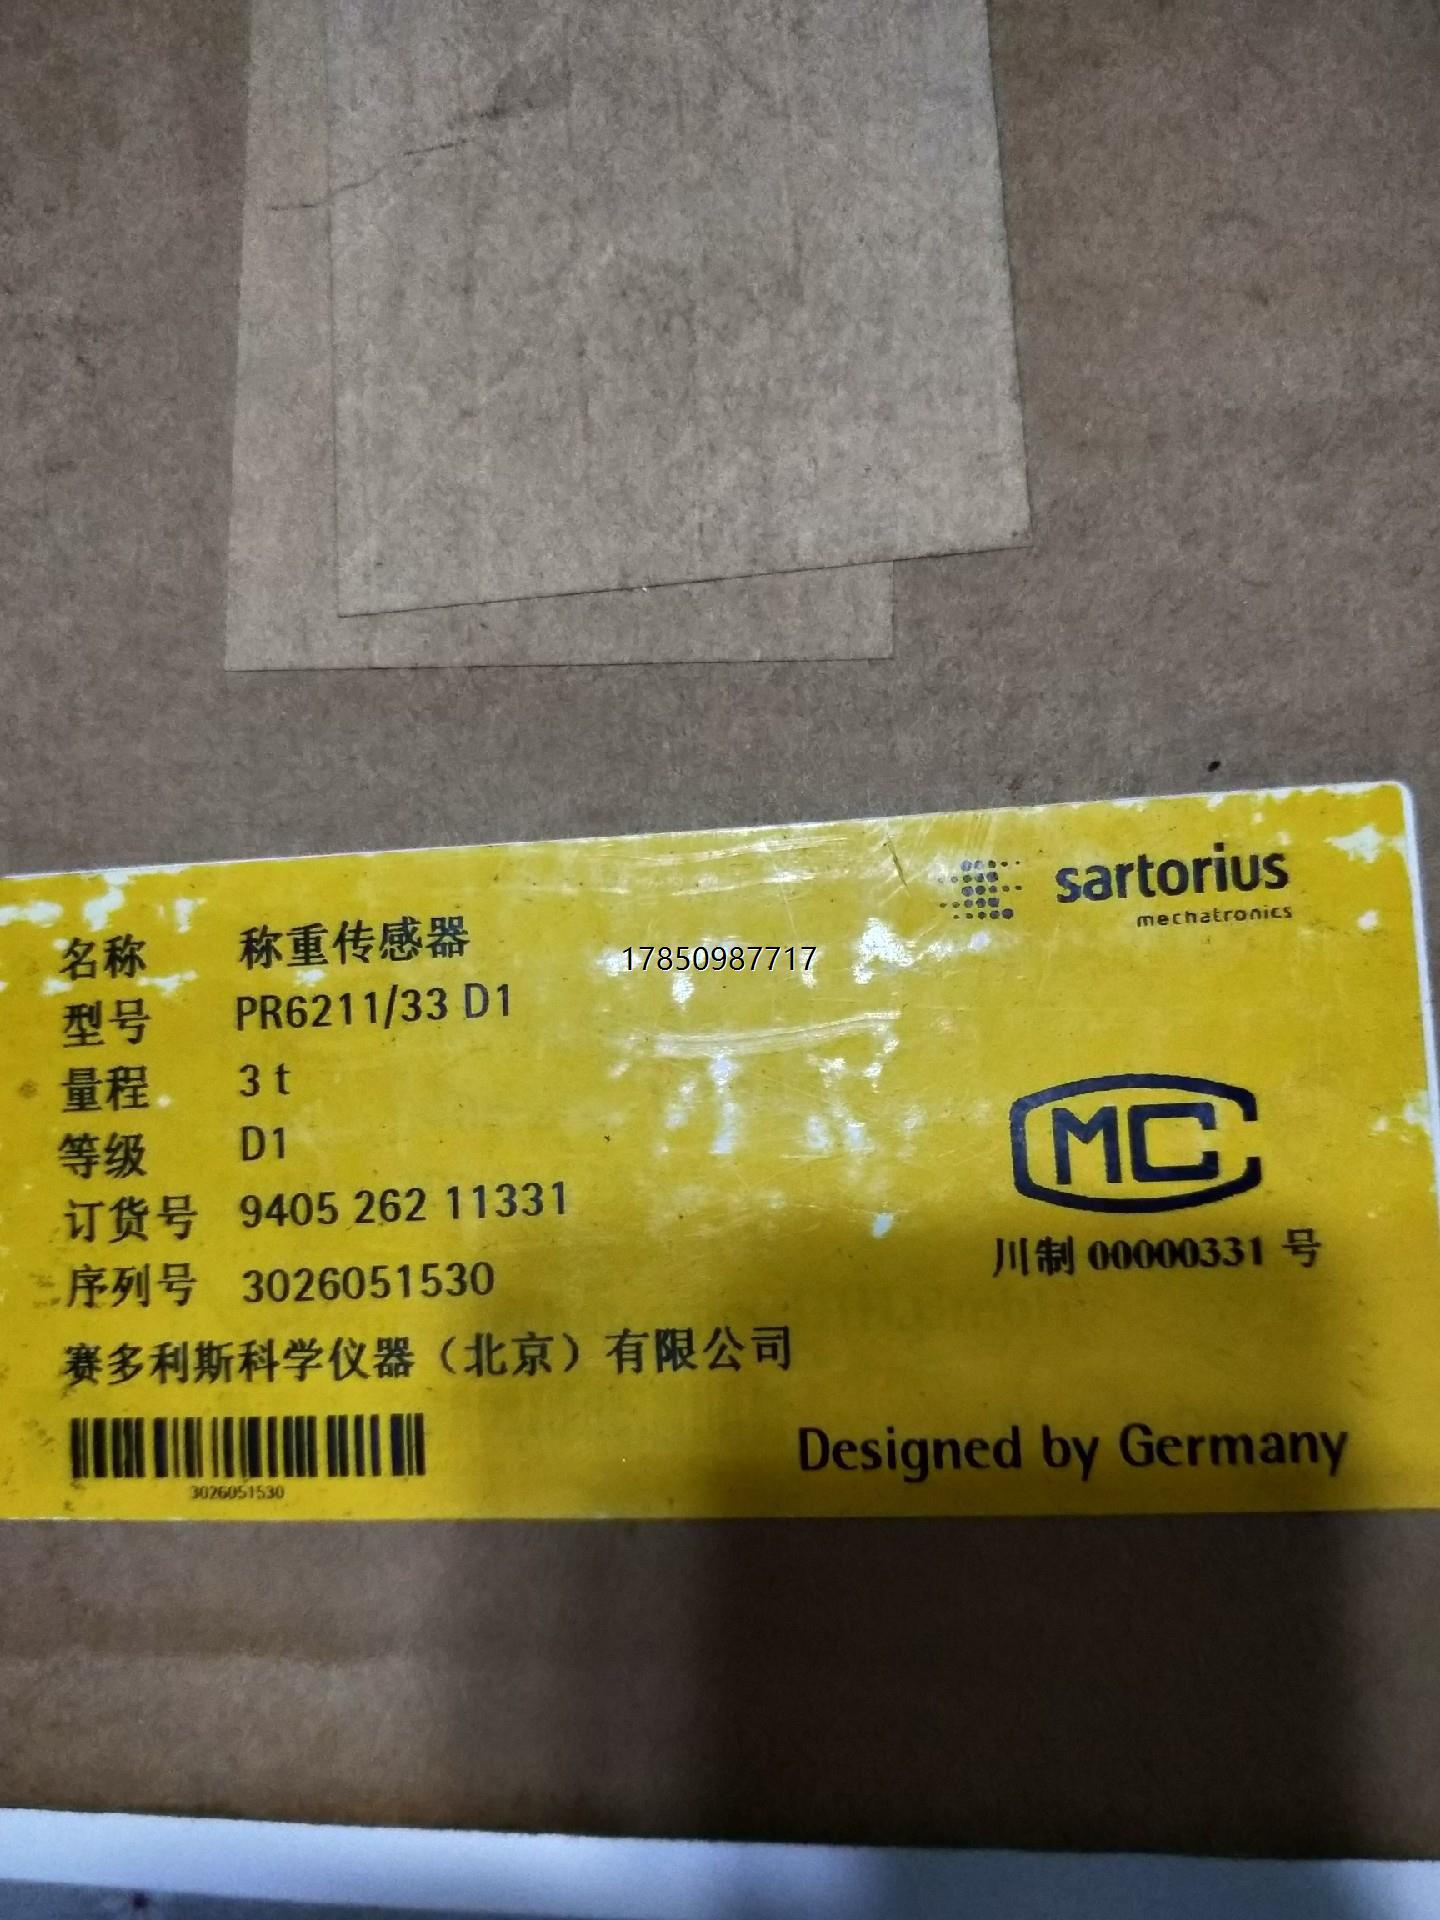 sartorius
mechatronics
名称 称重传感器
17850987717
型号 PR6211/33 D1
量程 3 t
等级 D1
订货号 9405 262 11331
序列号 3026051530
MC
川制 00000331 号
赛多利斯科学仪器（北京）有限公司
3026051530
Designed by Germany